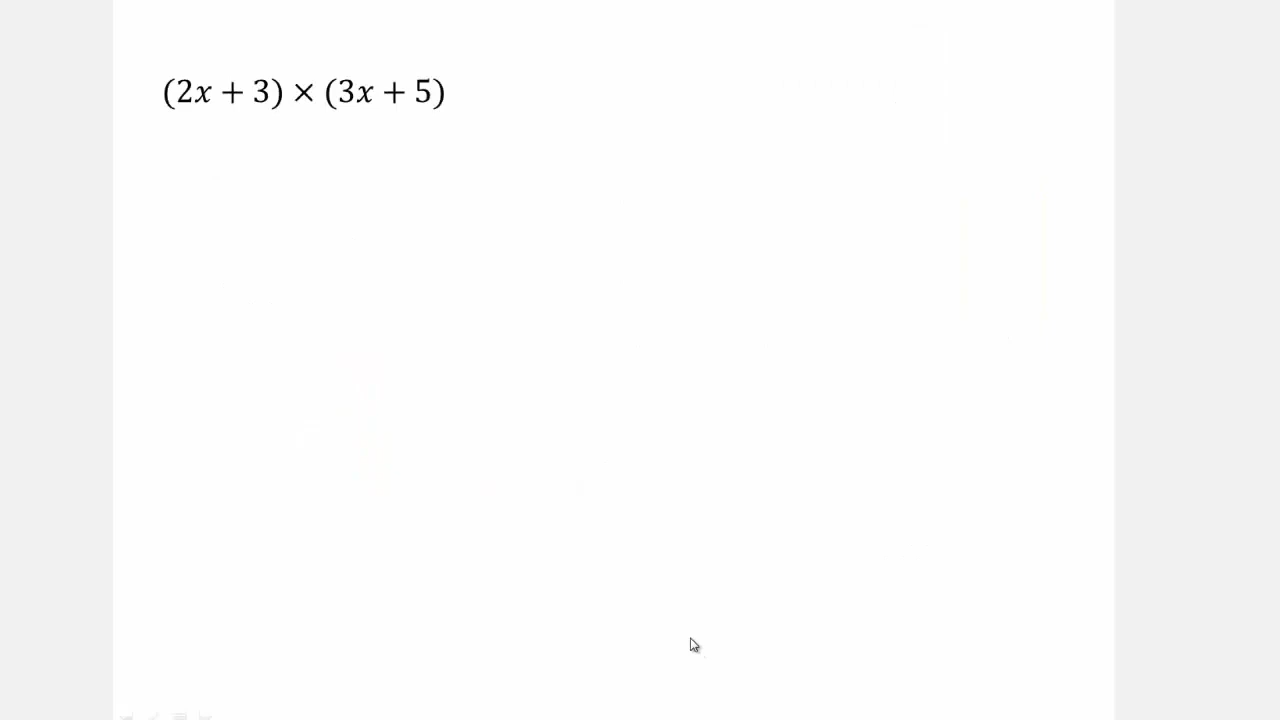 (2x + 3) × (3x + 5)